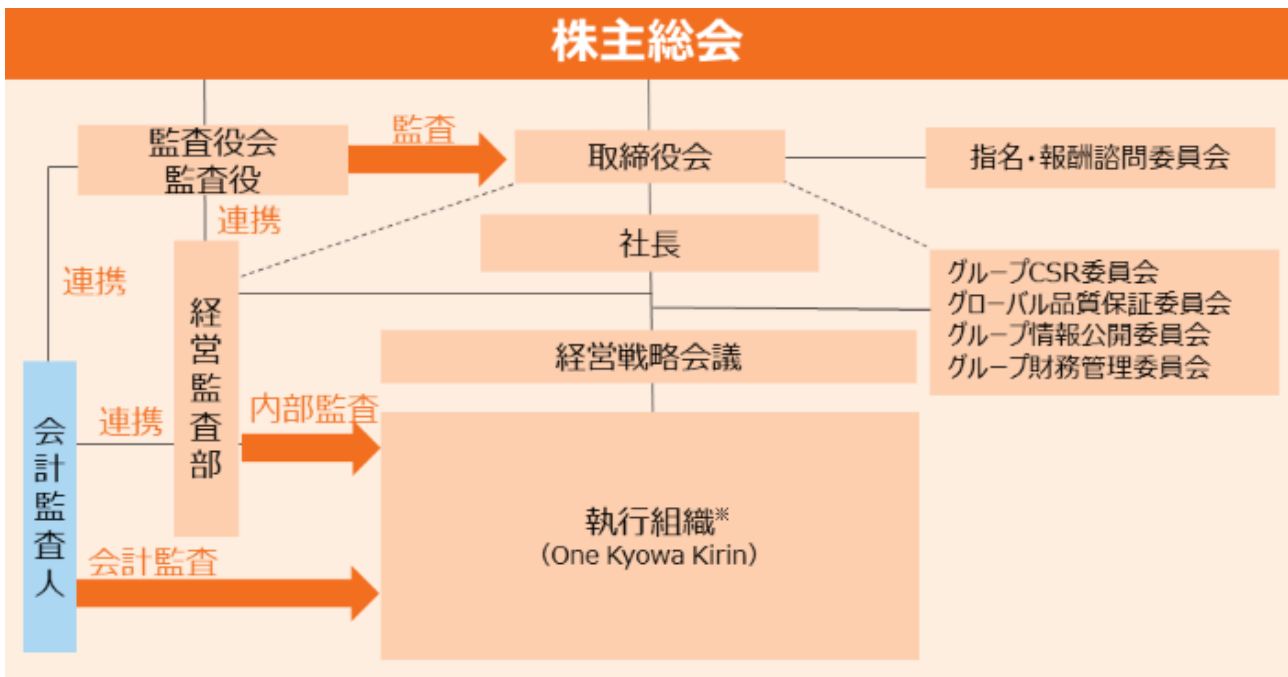 株主総会
監査役会
監査役
監査
取締役会
指名・報酬諮問委員会
連携
社長
連携
グループCSR委員会
グローバル品質保証委員会
グループ情報公開委員会
グループ財務管理委員会
経営監査部
経営戦略会議
会計監査人
連携
内部監査
執行組織※
（One Kyowa Kirin）
会計監査